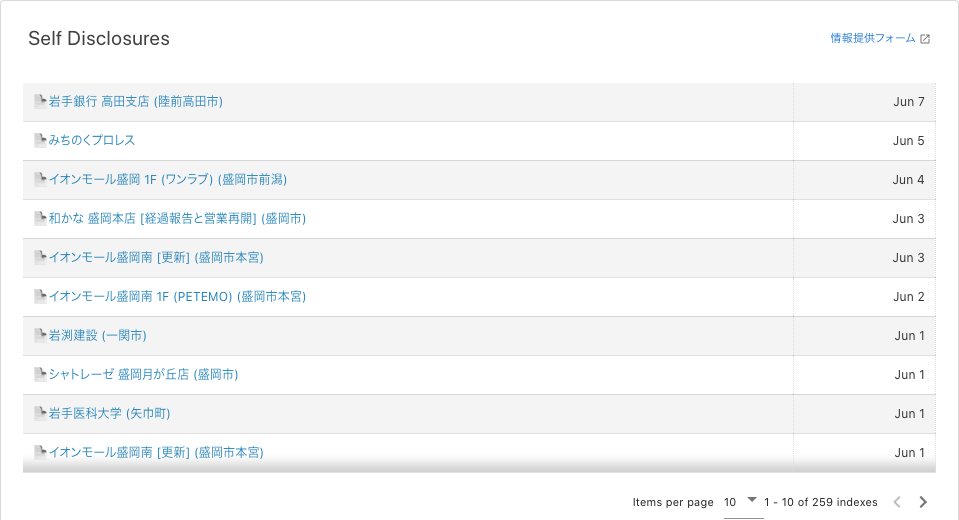 Self Disclosures
情報提供フォーム
岩手銀行 高田支店 (陸前高田市) Jun 7
みちのくプロレス Jun 5
イオンモール盛岡 1F (ワンラブ) (盛岡市前潟) Jun 4
和かな 盛岡本店 [経過報告と営業再開] (盛岡市) Jun 3
イオンモール盛岡南 [更新] (盛岡市本宮) Jun 3
イオンモール盛岡南 1F (PETEMO) (盛岡市本宮) Jun 2
岩渕建設 (一関市) Jun 1
シャトレーゼ 盛岡月が丘店 (盛岡市) Jun 1
岩手医科大学 (矢巾町) Jun 1
イオンモール盛岡南 [更新] (盛岡市本宮) Jun 1
Items per page 10 1 - 10 of 259 indexes